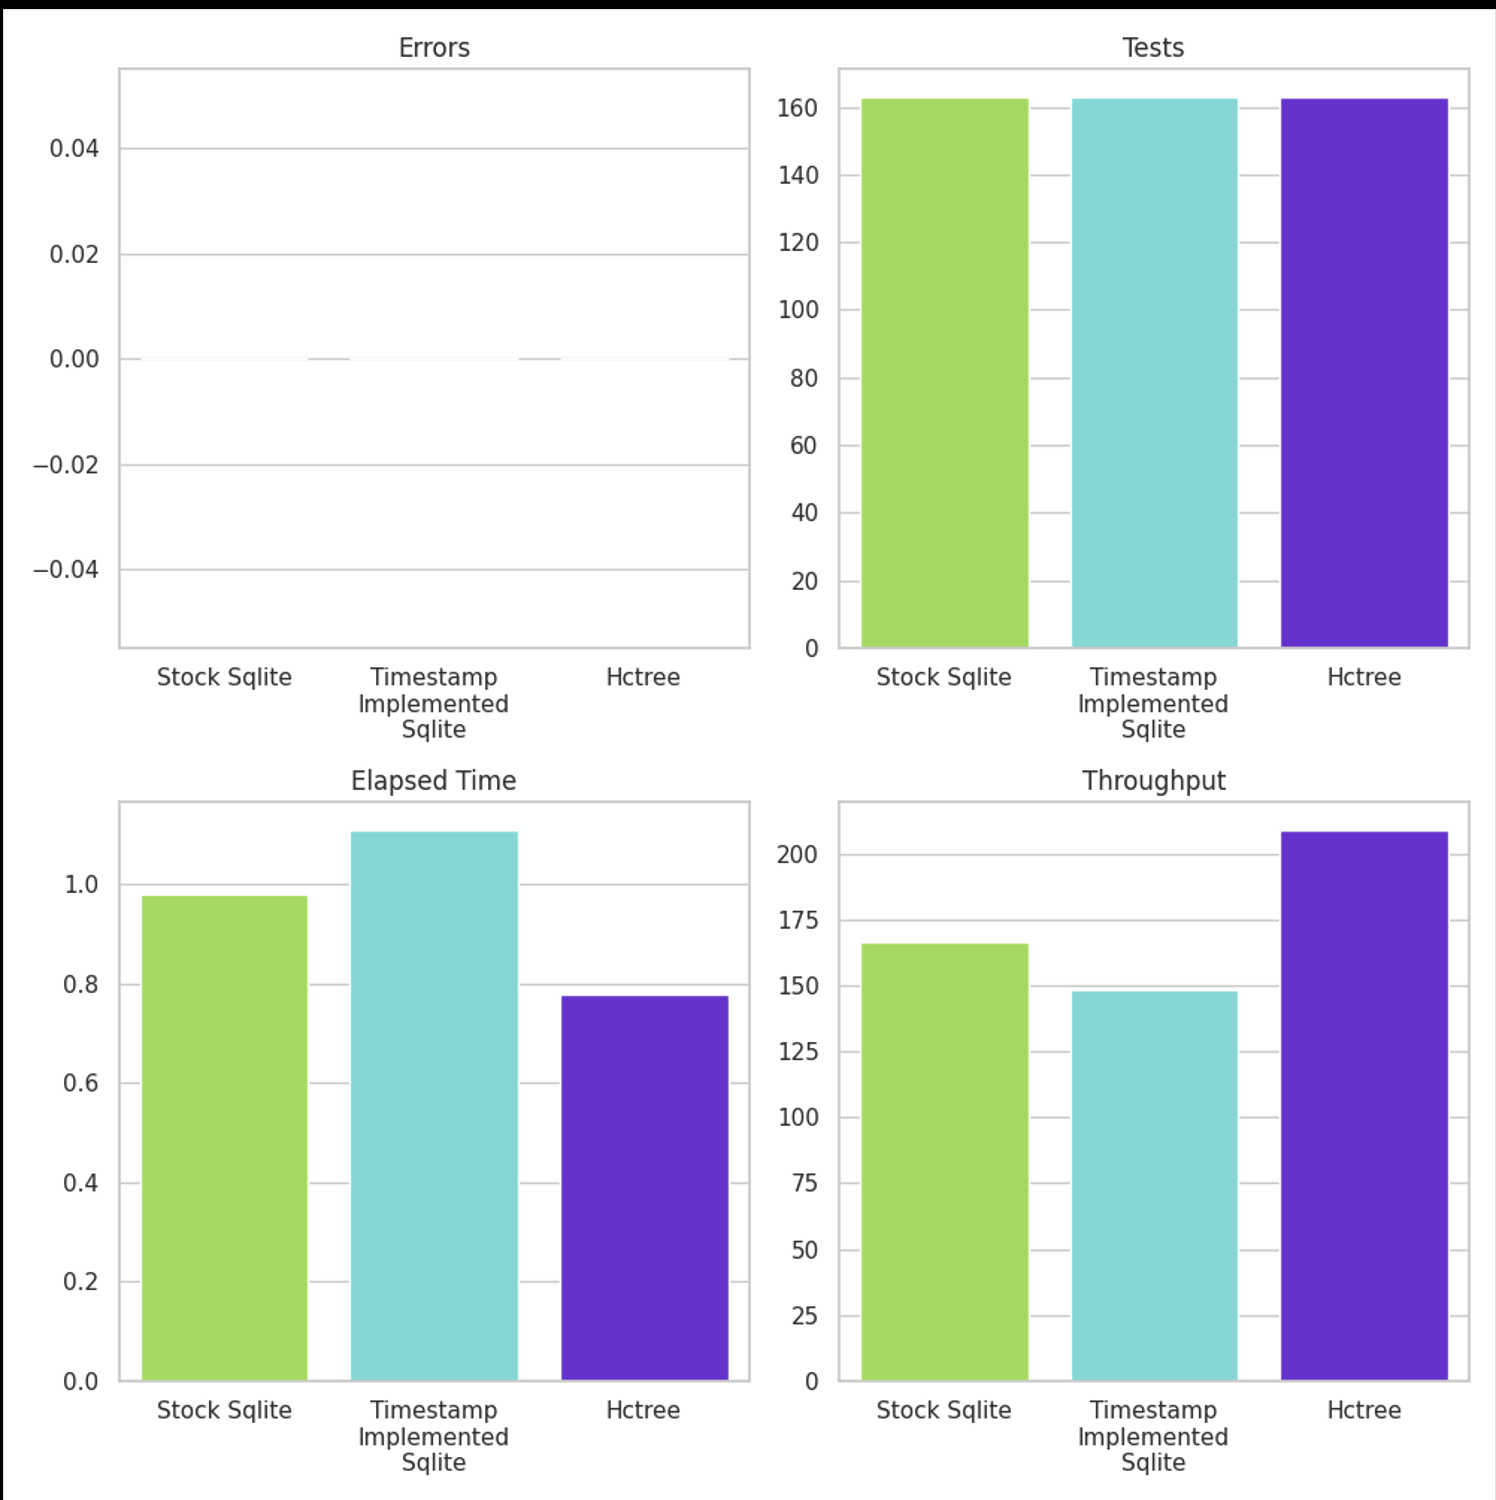 Errors
0.04
0.02
0.00
−0.02
−0.04
Stock Sqlite
Timestamp
Implemented
Sqlite
Hctree
Tests
160
140
120
100
80
60
40
20
0
Stock Sqlite
Timestamp
Implemented
Sqlite
Hctree
Elapsed Time
1.0
0.8
0.6
0.4
0.2
0.0
Stock Sqlite
Timestamp
Implemented
Sqlite
Hctree
Throughput
200
175
150
125
100
75
50
25
0
Stock Sqlite
Timestamp
Implemented
Sqlite
Hctree